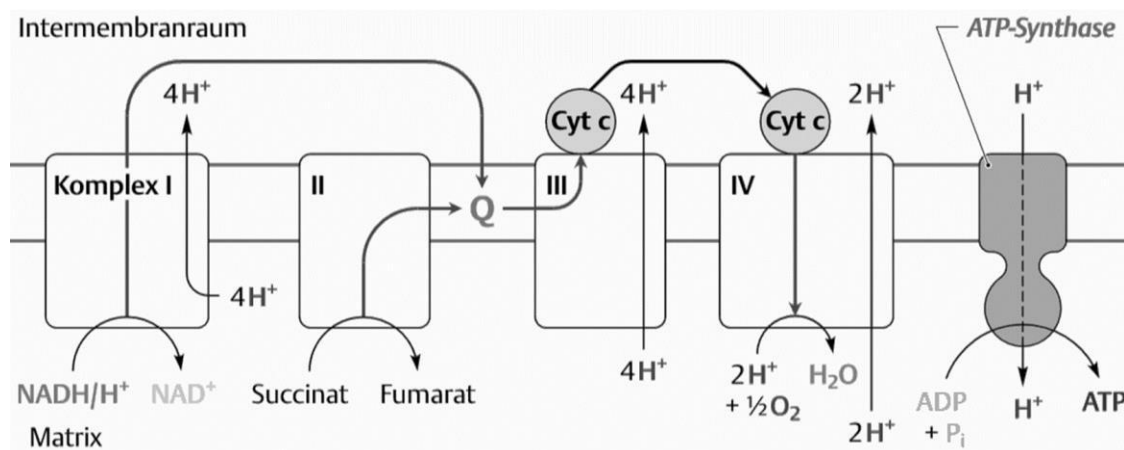 Intermembranraum
ATP-Synthase
4H⁺
4H⁺
2H⁺
H⁺
Cyt c
Cyt c
Komplex I
II
III
IV
Q
4H⁺
4H⁺
NADH/H⁺
NAD⁺
Succinat
Fumarat
2H⁺
+ ½O₂
H₂O
2H⁺
ADP
+ Pᵢ
H⁺
ATP
Matrix